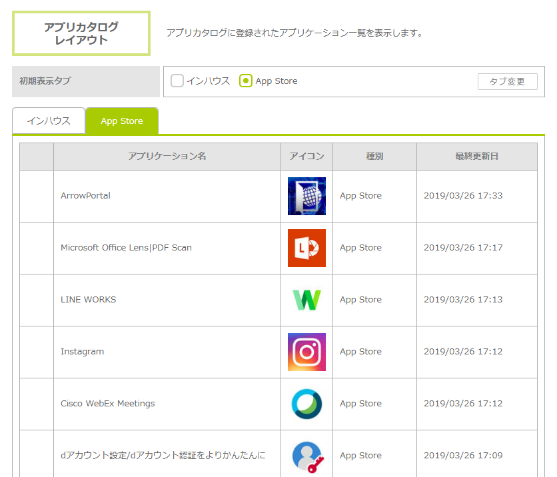 アプリカタログ
レイアウト
アプリカタログに登録されたアプリケーション一覧を表示します。
初期表示タブ インハウス App Store タブ変更
インハウス App Store
アプリケーション名 アイコン 種別 最終更新日
ArrowPortal App Store 2019/03/26 17:33
Microsoft Office Lens|PDF Scan App Store 2019/03/26 17:17
LINE WORKS App Store 2019/03/26 17:13
Instagram App Store 2019/03/26 17:12
Cisco WebEx Meetings App Store 2019/03/26 17:12
dアカウント設定/dアカウント認証をよりかんたんに App Store 2019/03/26 17:09